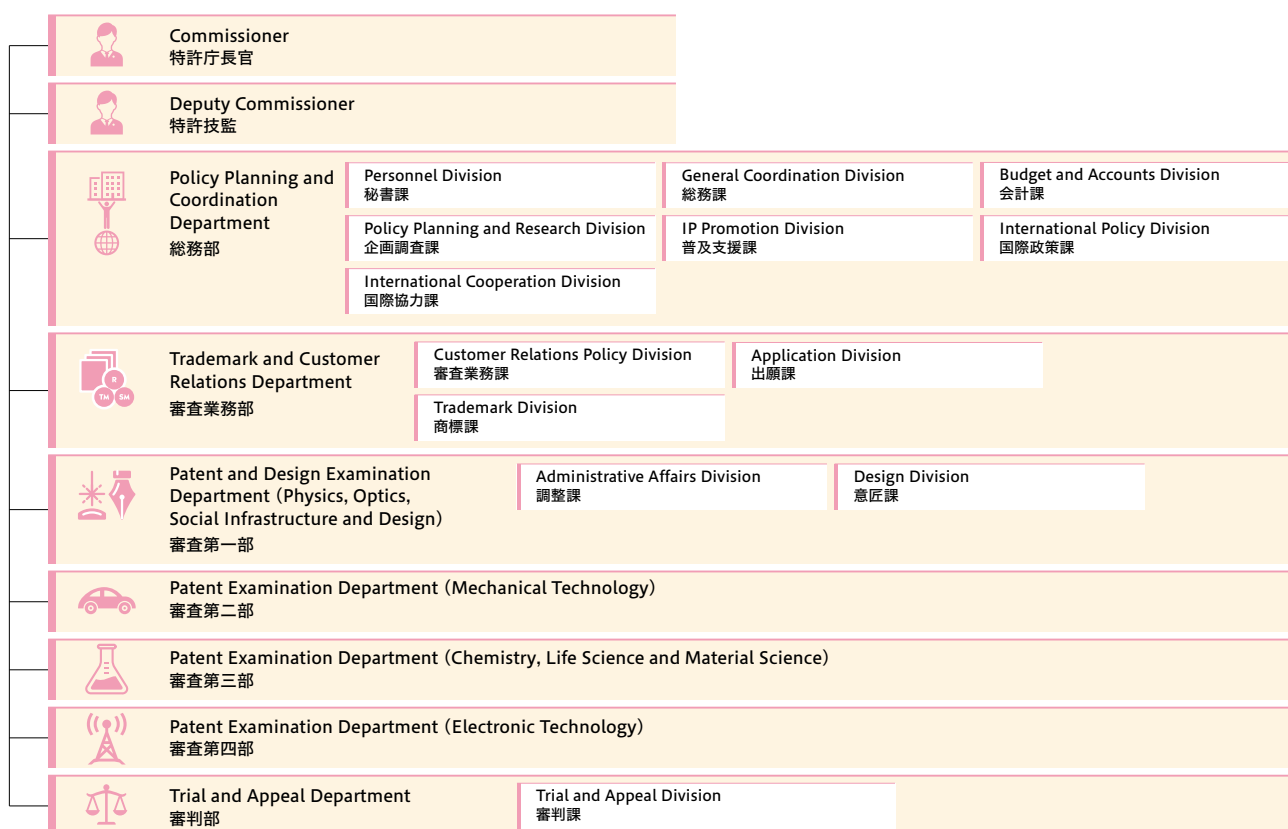 Commissioner
特許庁長官
Deputy Commissioner
特許技監
Policy Planning and
Coordination
Department
総務部
Personnel Division
秘書課
General Coordination Division
総務課
Budget and Accounts Division
会計課
Policy Planning and Research Division
企画調査課
IP Promotion Division
普及支援課
International Policy Division
国際政策課
International Cooperation Division
国際協力課
R
TM SM
Trademark and Customer
Relations Department
審査業務部
Customer Relations Policy Division
審査業務課
Application Division
出願課
Trademark Division
商標課
Patent and Design Examination
Department（Physics, Optics,
Social Infrastructure and Design）
審査第一部
Administrative Affairs Division
調整課
Design Division
意匠課
Patent Examination Department（Mechanical Technology）
審査第二部
Patent Examination Department（Chemistry, Life Science and Material Science）
審査第三部
Patent Examination Department（Electronic Technology）
審査第四部
Trial and Appeal Department
審判部
Trial and Appeal Division
審判課